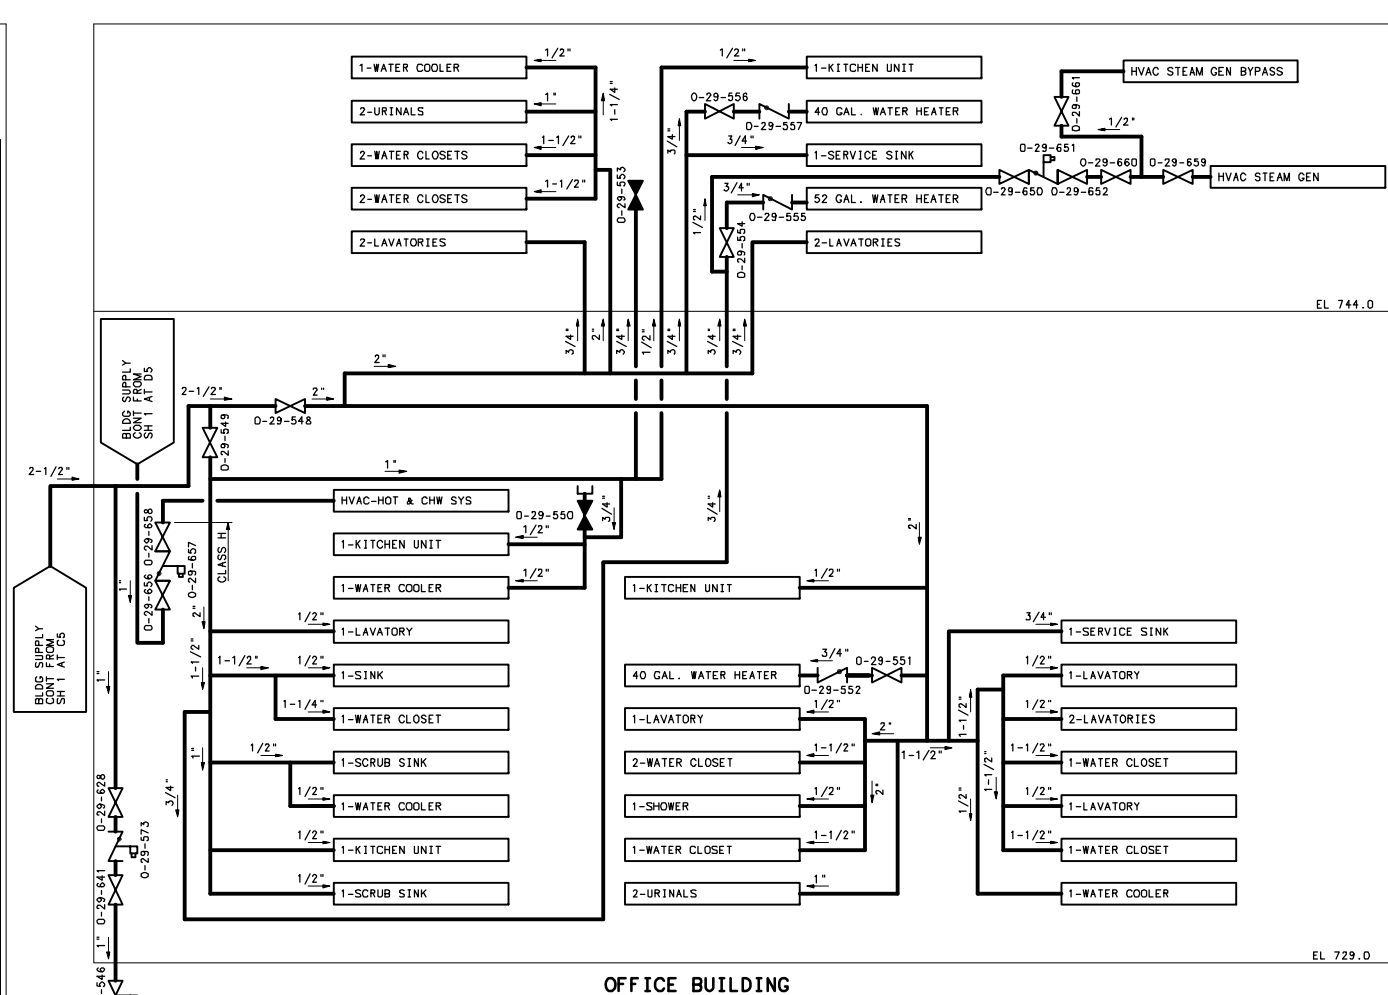 1-WATER COOLER
1/2"
2-URINALS
1"
1-1/4"
2-WATER CLOSETS
1-1/2"
2-WATER CLOSETS
1-1/2"
2-LAVATORIES
0-29-553
1/2"
1-KITCHEN UNIT
0-29-556
0-29-557
40 GAL. WATER HEATER
3/4"
3/4"
1-SERVICE SINK
1/2"
3/4"
0-29-555
52 GAL. WATER HEATER
0-29-554
2-LAVATORIES
HVAC STEAM GEN BYPASS
0-29-661
1/2"
0-29-651
0-29-660
0-29-659
0-29-650
0-29-652
HVAC STEAM GEN
EL 744.0
3/4"
2"
3/4"
1/2"
3/4"
3/4"
3/4"
BLDG SUPPLY
CONT FROM
SH 1 AT D5
2"
2-1/2"
2"
0-29-548
0-29-549
2-1/2"
1"
HVAC-HOT & CHW SYS
0-29-550
3/4"
3/4"
1/2"
1-KITCHEN UNIT
1/2"
1-WATER COOLER
0-29-658
0-29-657
0-29-656
CLASS H
1"
2"
BLDG SUPPLY
CONT FROM
SH 1 AT C5
1"
1/2"
1-LAVATORY
1-1/2"
1-1/2"
1/2"
1-SINK
1-1/4"
1-WATER CLOSET
1"
1/2"
1-SCRUB SINK
3/4"
1/2"
1-WATER COOLER
1/2"
1-KITCHEN UNIT
1/2"
1-SCRUB SINK
0-29-628
0-29-573
0-29-641
1"
-546
2"
1/2"
1-KITCHEN UNIT
3/4"
0-29-551
0-29-552
40 GAL. WATER HEATER
1/2"
1-LAVATORY
2"
1-1/2"
2-WATER CLOSET
2"
1/2"
1-SHOWER
1-1/2"
1-WATER CLOSET
1"
2-URINALS
1-1/2"
3/4"
1-SERVICE SINK
1/2"
1-LAVATORY
1-1/2"
1/2"
2-LAVATORIES
1-1/2"
1-1/2"
1-WATER CLOSET
1/2"
1/2"
1-LAVATORY
1-1/2"
1-WATER CLOSET
1-WATER COOLER
EL 729.0
OFFICE BUILDING